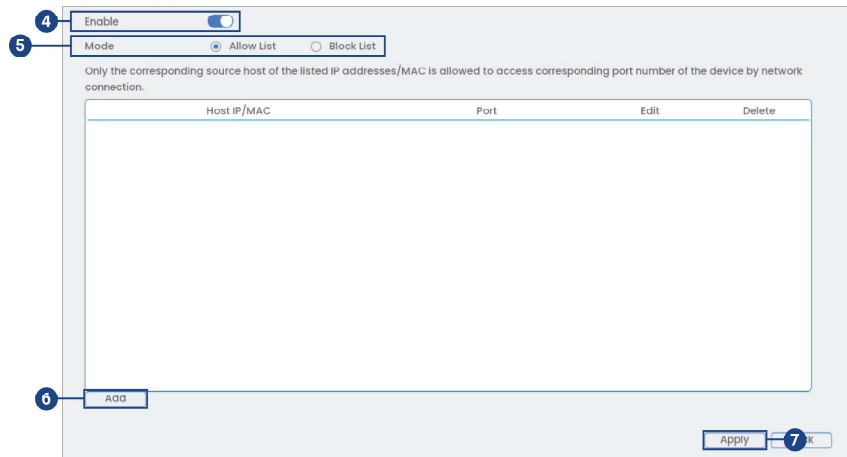 4 Enable
5 Mode Allow List Block List
Only the corresponding source host of the listed IP addresses/MAC is allowed to access corresponding port number of the device by network
connection.
Host IP/MAC Port Edit Delete
6 Add
Apply 7